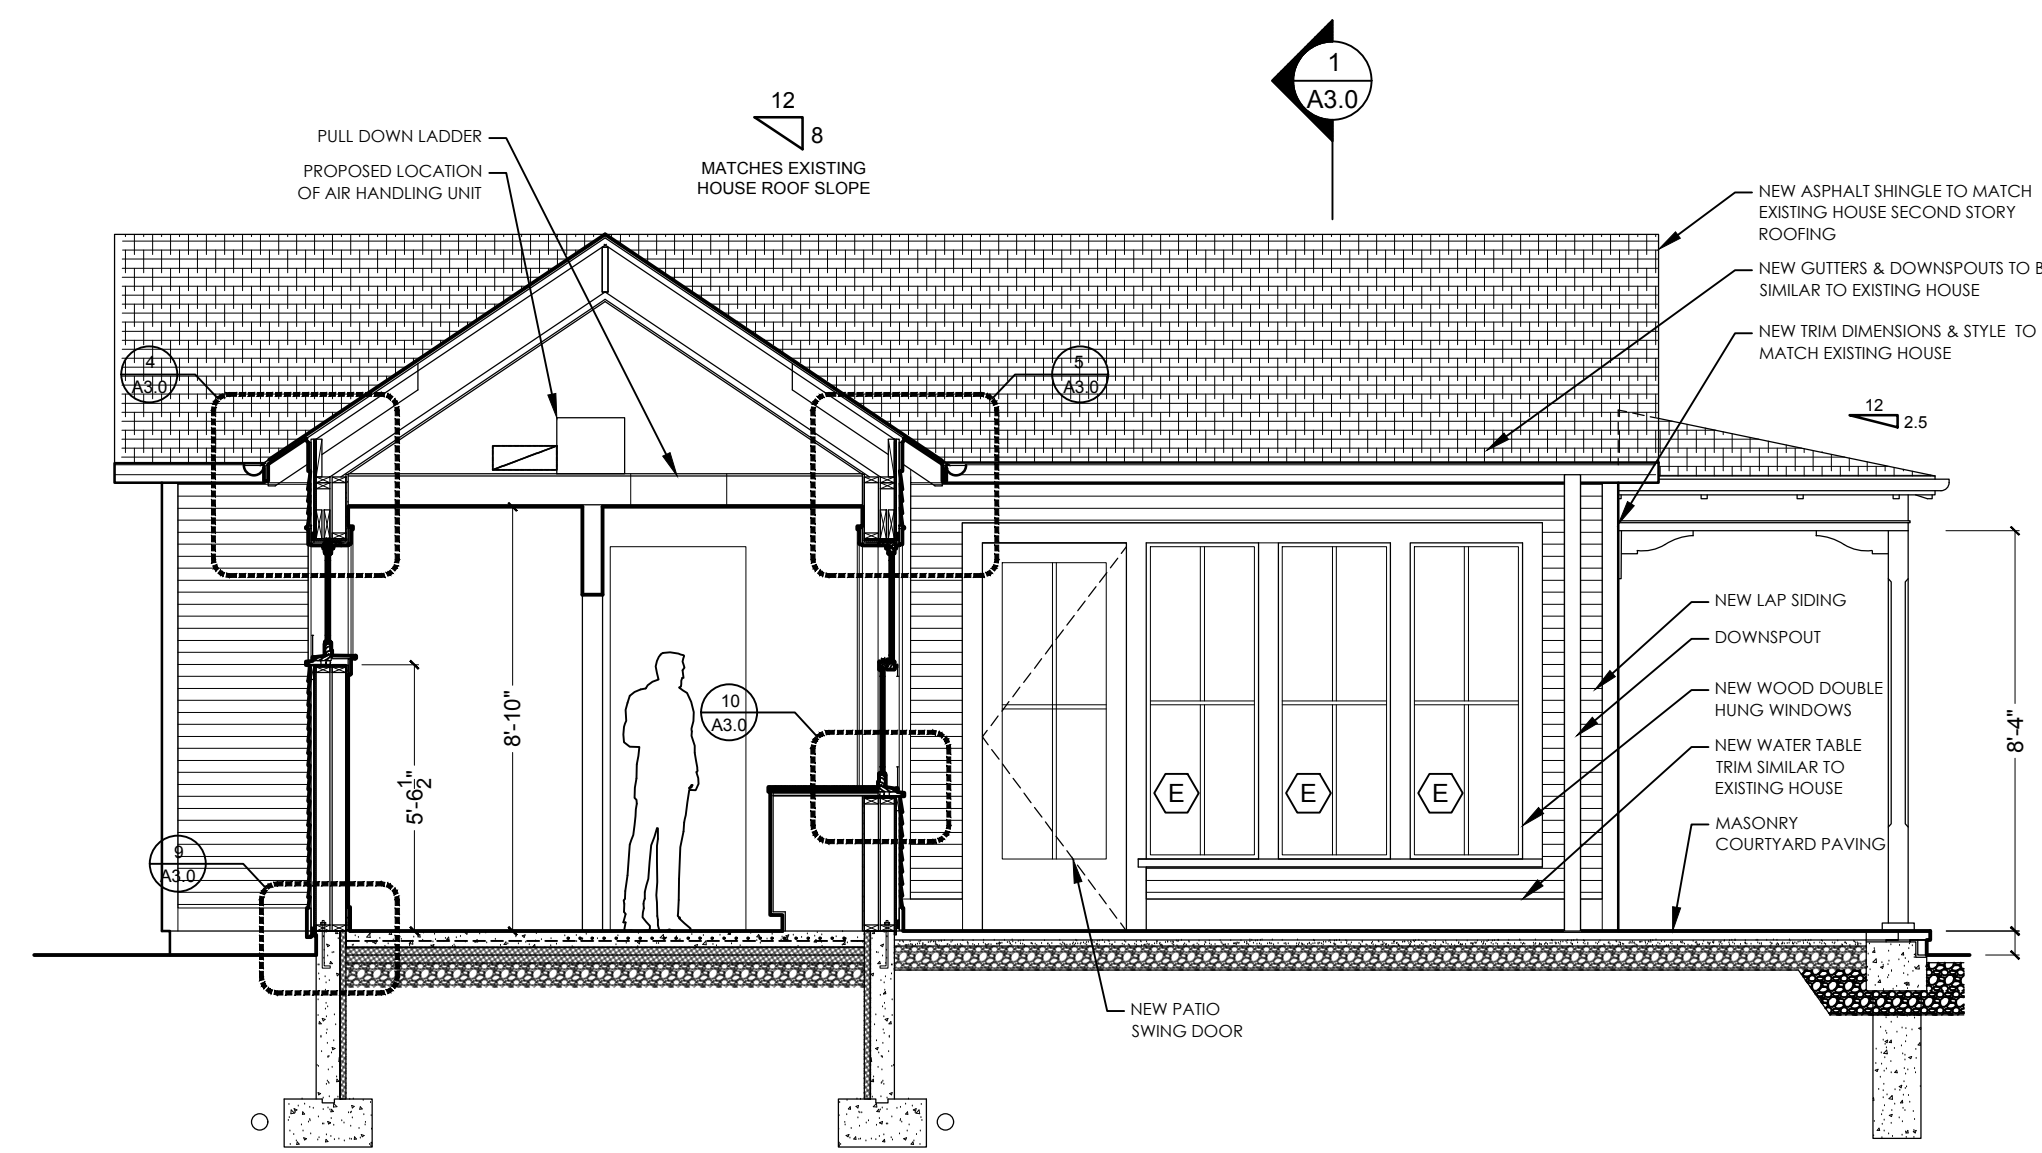 1
A3.0
12
8
MATCHES EXISTING
HOUSE ROOF SLOPE
PULL DOWN LADDER
PROPOSED LOCATION
OF AIR HANDLING UNIT
NEW ASPHALT SHINGLE TO MATCH
EXISTING HOUSE SECOND STORY
ROOFING
NEW GUTTERS & DOWNSPOUTS TO B
SIMILAR TO EXISTING HOUSE
NEW TRIM DIMENSIONS & STYLE TO
MATCH EXISTING HOUSE
4
A3.0
5
A3.0
12
2.5
NEW LAP SIDING
DOWNSPOUT
NEW WOOD DOUBLE
HUNG WINDOWS
NEW WATER TABLE
TRIM SIMILAR TO
EXISTING HOUSE
MASONRY
COURTYARD PAVING
8'-4"
10
A3.0
8'-10"
5'-6 1/2"
E
E
E
9
A3.0
NEW PATIO
SWING DOOR